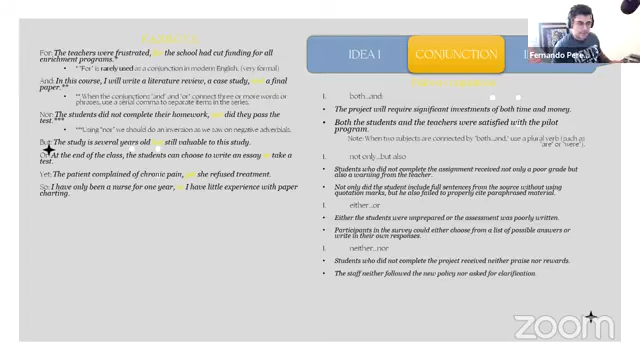 FANBOYS
For: The teachers were frustrated, for the school had cut funding for all
enrichment programs.*
• *"For" is rarely used as a conjunction in modern English. (very formal)
And: In this course, I will write a literature review, a case study, and a final
paper.**
• **When the conjunctions "and" and "or" connect three or more words or
phrases, use a serial comma to separate items in the series.
Nor: The students did not complete their homework, nor did they pass the
test.***
• ***Using "nor" we should do an inversion as we saw on negative adverbials.
But: The study is several years old but still valuable to this study.
Or: At the end of the class, the students can choose to write an essay or take a
test.
Yet: The patient complained of chronic pain, yet she refused treatment.
So: I have only been a nurse for one year, so I have little experience with paper
charting.
IDEA 1
CONJUNCTION
Fernando Pere
1. both...and:
• The project will require significant investments of both time and money.
• Both the students and the teachers were satisfied with the pilot
program.
Note: When two subjects are connected by "both...and," use a plural verb (such as
"are" or "were").
1. not only...but also
• Students who did not complete the assignment received not only a poor grade but
also a warning from the teacher.
• Not only did the student include full sentences from the source without using
quotation marks, but he also failed to properly cite paraphrased material.
1. either...or
• Either the students were unprepared or the assessment was poorly written.
• Participants in the survey could either choose from a list of possible answers or
write in their own responses.
1. neither...nor
• Students who did not complete the project received neither praise nor rewards.
• The staff neither followed the new policy nor asked for clarification.
zoom